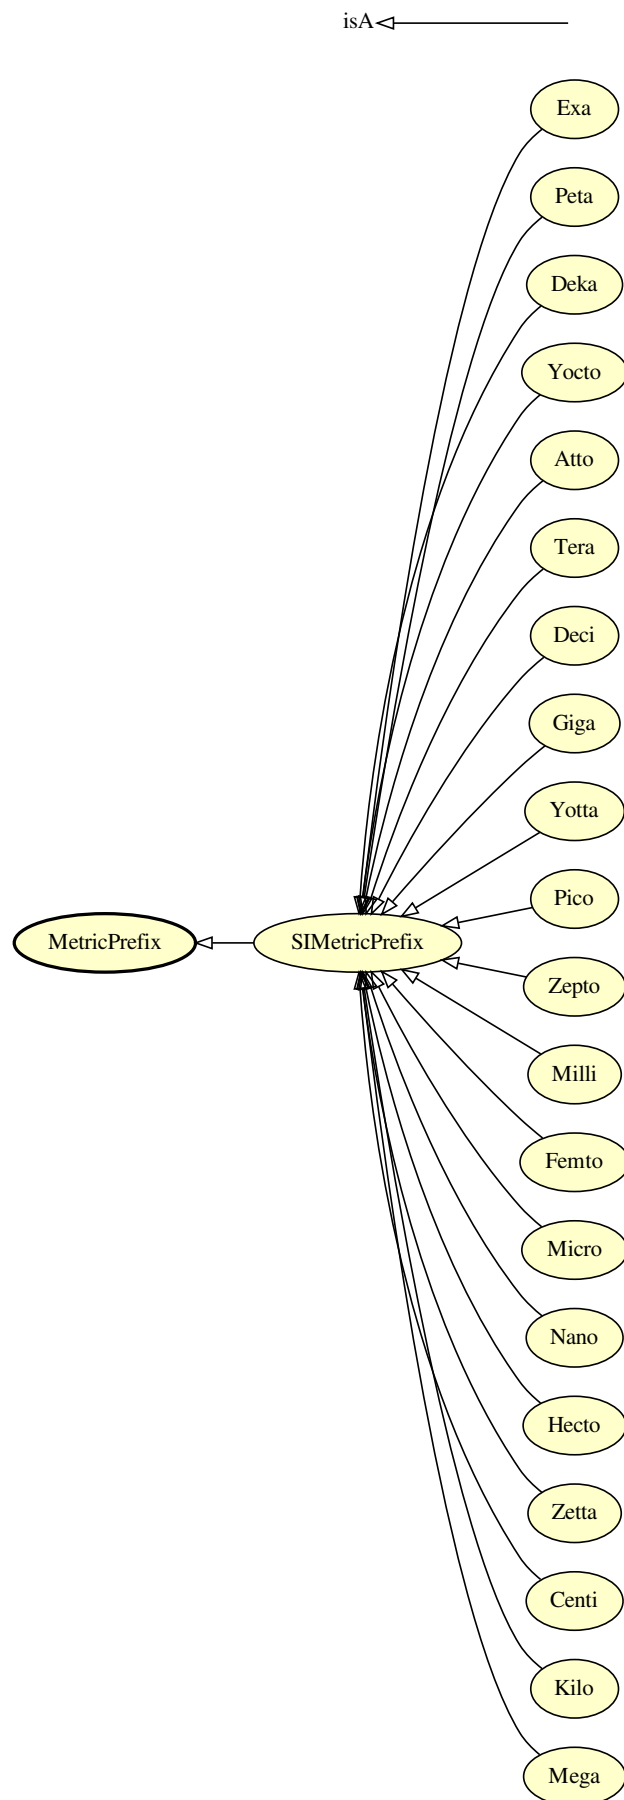 isA
Exa
Peta
Deka
Yocto
Atto
Tera
Deci
Giga
Yotta
Pico
MetricPrefix
SIMetricPrefix
Zepto
Milli
Femto
Micro
Nano
Hecto
Zetta
Centi
Kilo
Mega